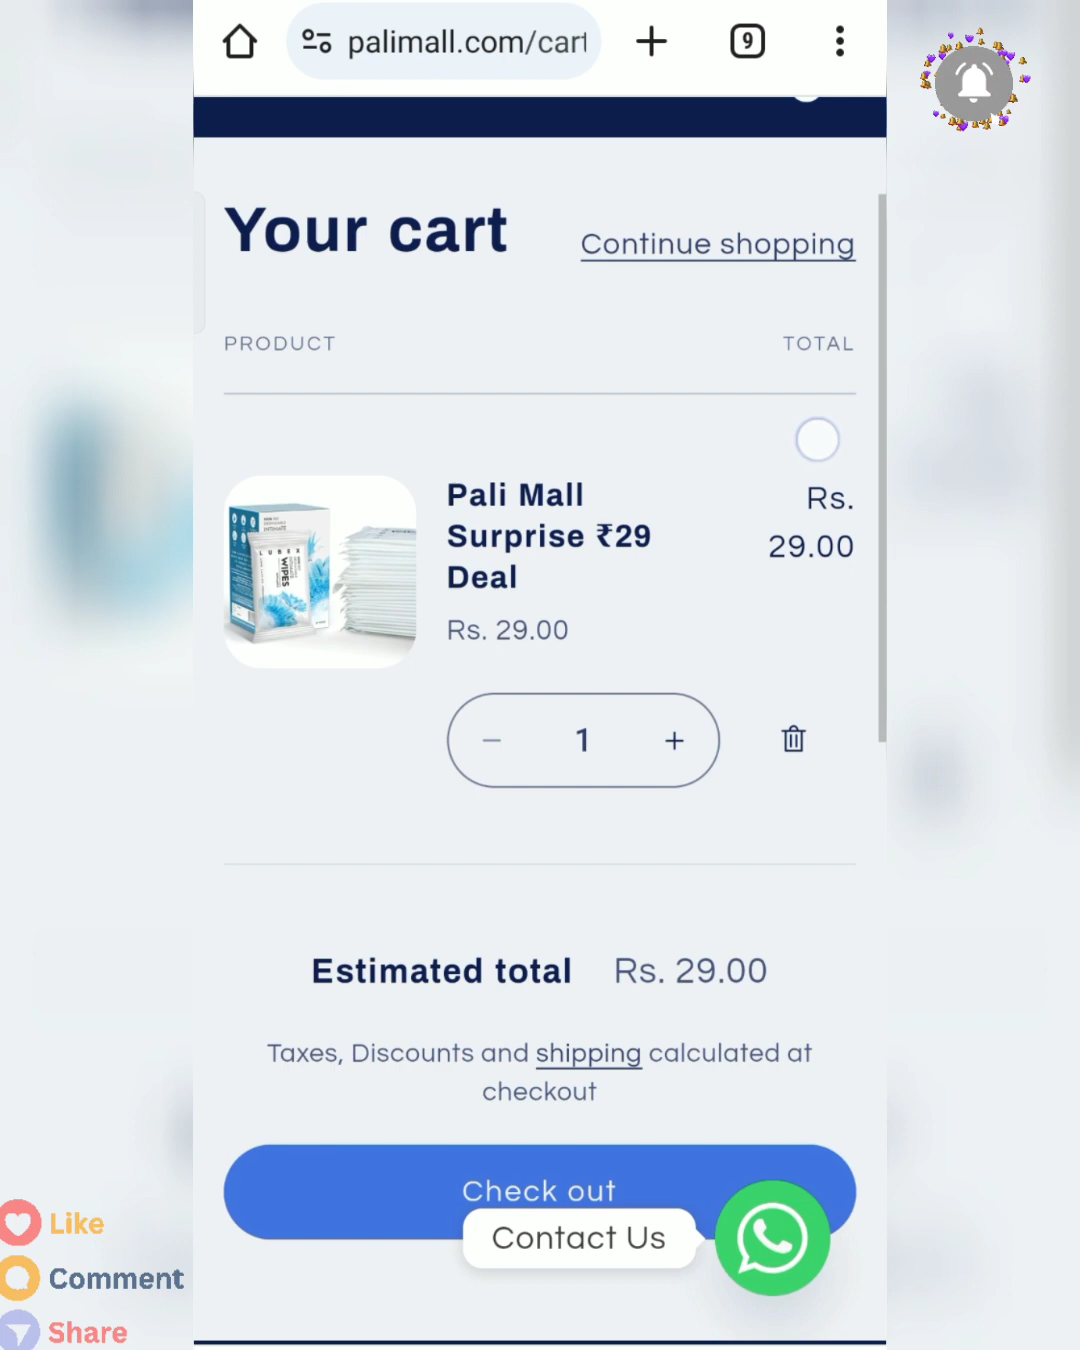 palimall.com/cart
9
Your cart
Continue shopping
PRODUCT
TOTAL
Pali Mall
Surprise ₹29
Deal
Rs. 29.00
Rs.
29.00
LUBEX
WIPES
1
Estimated total Rs. 29.00
Taxes, Discounts and shipping calculated at
checkout
Check out
Contact Us
Like
Comment
Share